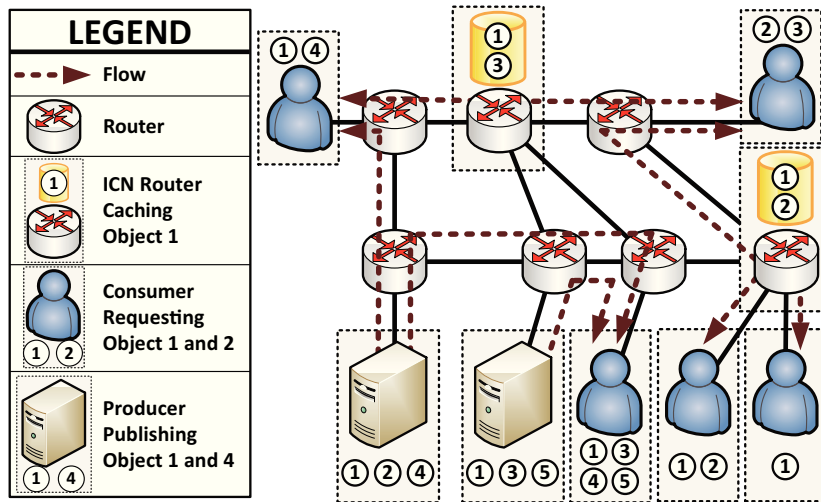 LEGEND
Flow
Router
1
ICN Router
Caching
Object 1
Consumer
Requesting
Object 1 and 2
1 2
Producer
Publishing
Object 1 and 4
1 4
1 4
1
3
2 3
1
2
1 2 4
1 3 5
1 3
4 5
1 2
1